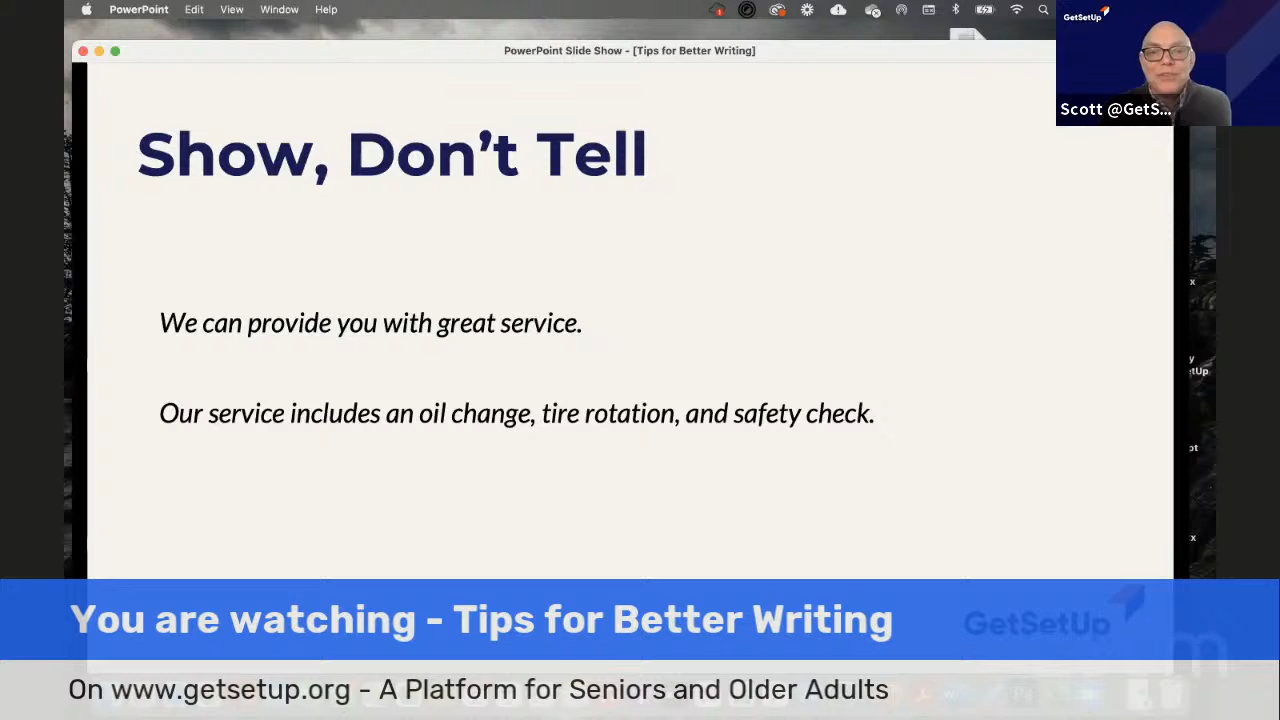 PowerPoint Edit View Window Help
PowerPoint Slide Show - [Tips for Better Writing]
GetSetUp
Scott @GetS...
Show, Don't Tell
We can provide you with great service.
Our service includes an oil change, tire rotation, and safety check.
You are watching - Tips for Better Writing
GetSetUp
On www.getsetup.org - A Platform for Seniors and Older Adults